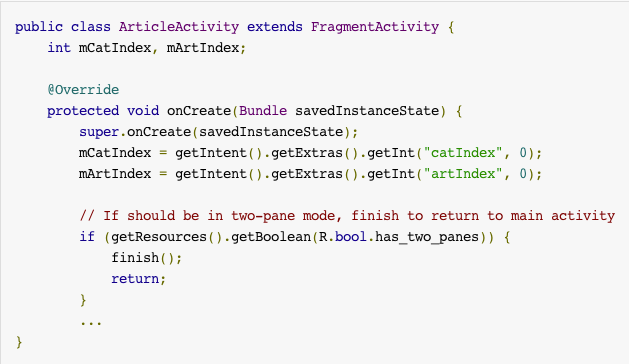 public class ArticleActivity extends FragmentActivity {
    int mCatIndex, mArtIndex;

    @Override
    protected void onCreate(Bundle savedInstanceState) {
        super.onCreate(savedInstanceState);
        mCatIndex = getIntent().getExtras().getInt("catIndex", 0);
        mArtIndex = getIntent().getExtras().getInt("artIndex", 0);

        // If should be in two-pane mode, finish to return to main activity
        if (getResources().getBoolean(R.bool.has_two_panes)) {
            finish();
            return;
        }
        ...
}